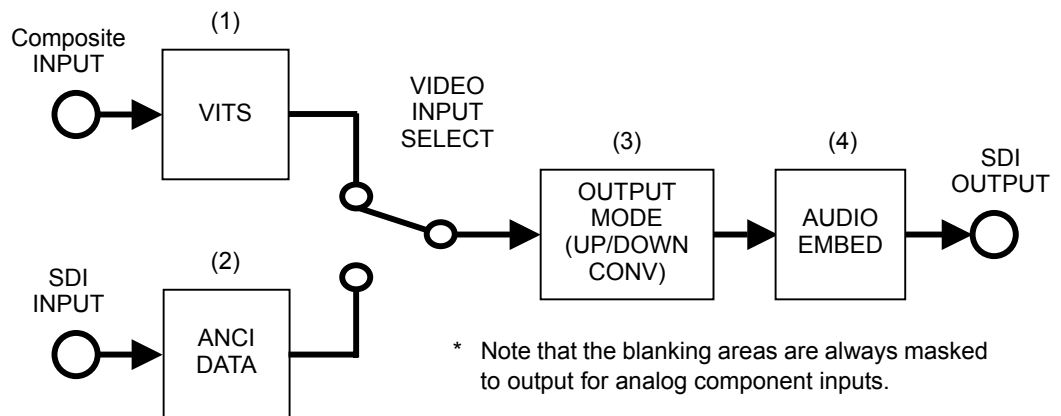 (1)
Composite
INPUT
VITS
VIDEO
INPUT
SELECT
(3)
OUTPUT
MODE
(UP/DOWN
CONV)
(4)
AUDIO
EMBED
SDI
OUTPUT
(2)
SDI
INPUT
ANCI
DATA
* Note that the blanking areas are always masked
to output for analog component inputs.